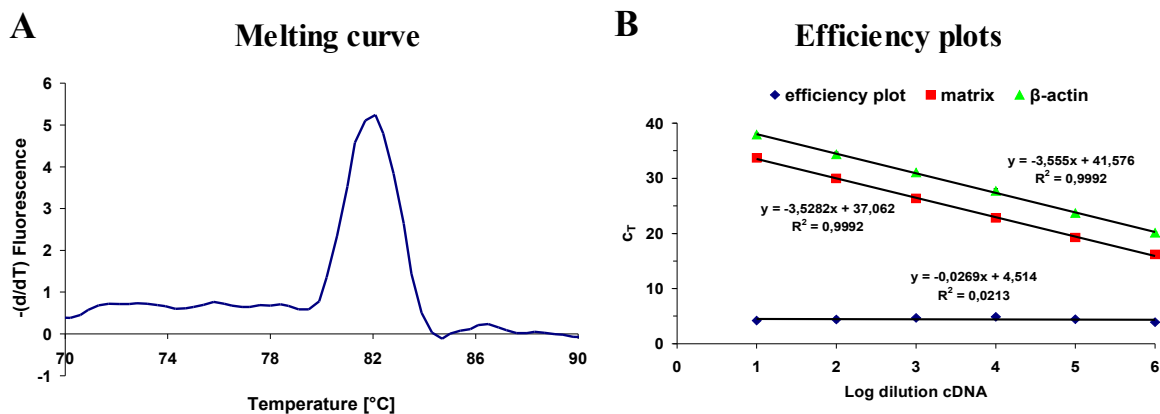 A
Melting curve
6
5
4
3
2
1
0
-1
70
74
78
82
86
90
-(d/dT) Fluorescence
Temperature [°C]
B
Efficiency plots
efficiency plot
matrix
β-actin
40
30
20
10
0
0
1
2
3
4
5
6
c_T
Log dilution cDNA
y = -3,555x + 41,576
R² = 0,9992
y = -3,5282x + 37,062
R² = 0,9992
y = -0,0269x + 4,514
R² = 0,0213